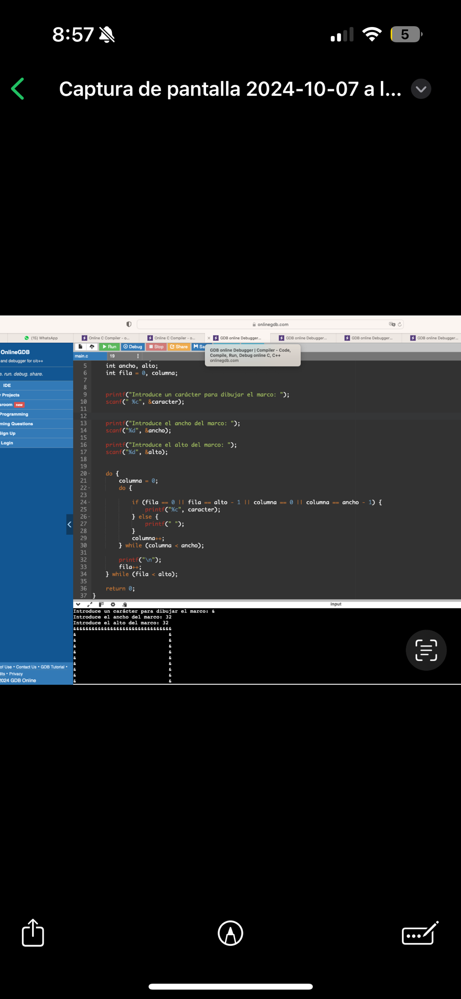 8:57
5
Captura de pantalla 2024-10-07 a l...
onlinegdb.com
(15) WhatsApp
Online C Compiler - o...
Online C Compiler - o...
GDB online Debugger...
GDB online Debugger...
GDB online Debugger...
GDB online Debugger...
OnlineGDB
and debugger for c/c++
e. run. debug. share.
IDE
Projects
sroom new
Programming
ming Questions
Sign Up
Login
Run
Debug
Stop
Share
Sa
GDB online Debugger | Compiler - Code,
Compile, Run, Debug online C, C++
onlinegdb.com
main.c
19
5 int ancho, alto;
6 int fila = 0, columna;
7
8
9 printf("Introduce un carácter para dibujar el marco: ");
10 scanf(" %c", &caracter);
11
12
13 printf("Introduce el ancho del marco: ");
14 scanf("%d", &ancho);
15
16 printf("Introduce el alto del marco: ");
17 scanf("%d", &alto);
18
19
20 do {
21 columna = 0;
22 do {
23
24 if (fila == 0 || fila == alto - 1 || columna == 0 || columna == ancho - 1) {
25 printf("%c", caracter);
26 } else {
27 printf(" ");
28 }
29 columna++;
30 } while (columna < ancho);
31
32 printf("\n");
33 fila++;
34 } while (fila < alto);
35
36 return 0;
37 }
input
Introduce un carácter para dibujar el marco: &
Introduce el ancho del marco: 32
Introduce el alto del marco: 32
&&&&&&&&&&&&&&&&&&&&&&&&&&&&&&&&
& &
& &
& &
& &
& &
& &
& &
& &
& &
of Use • Contact Us • GDB Tutorial •
dits • Privacy
2024 GDB Online